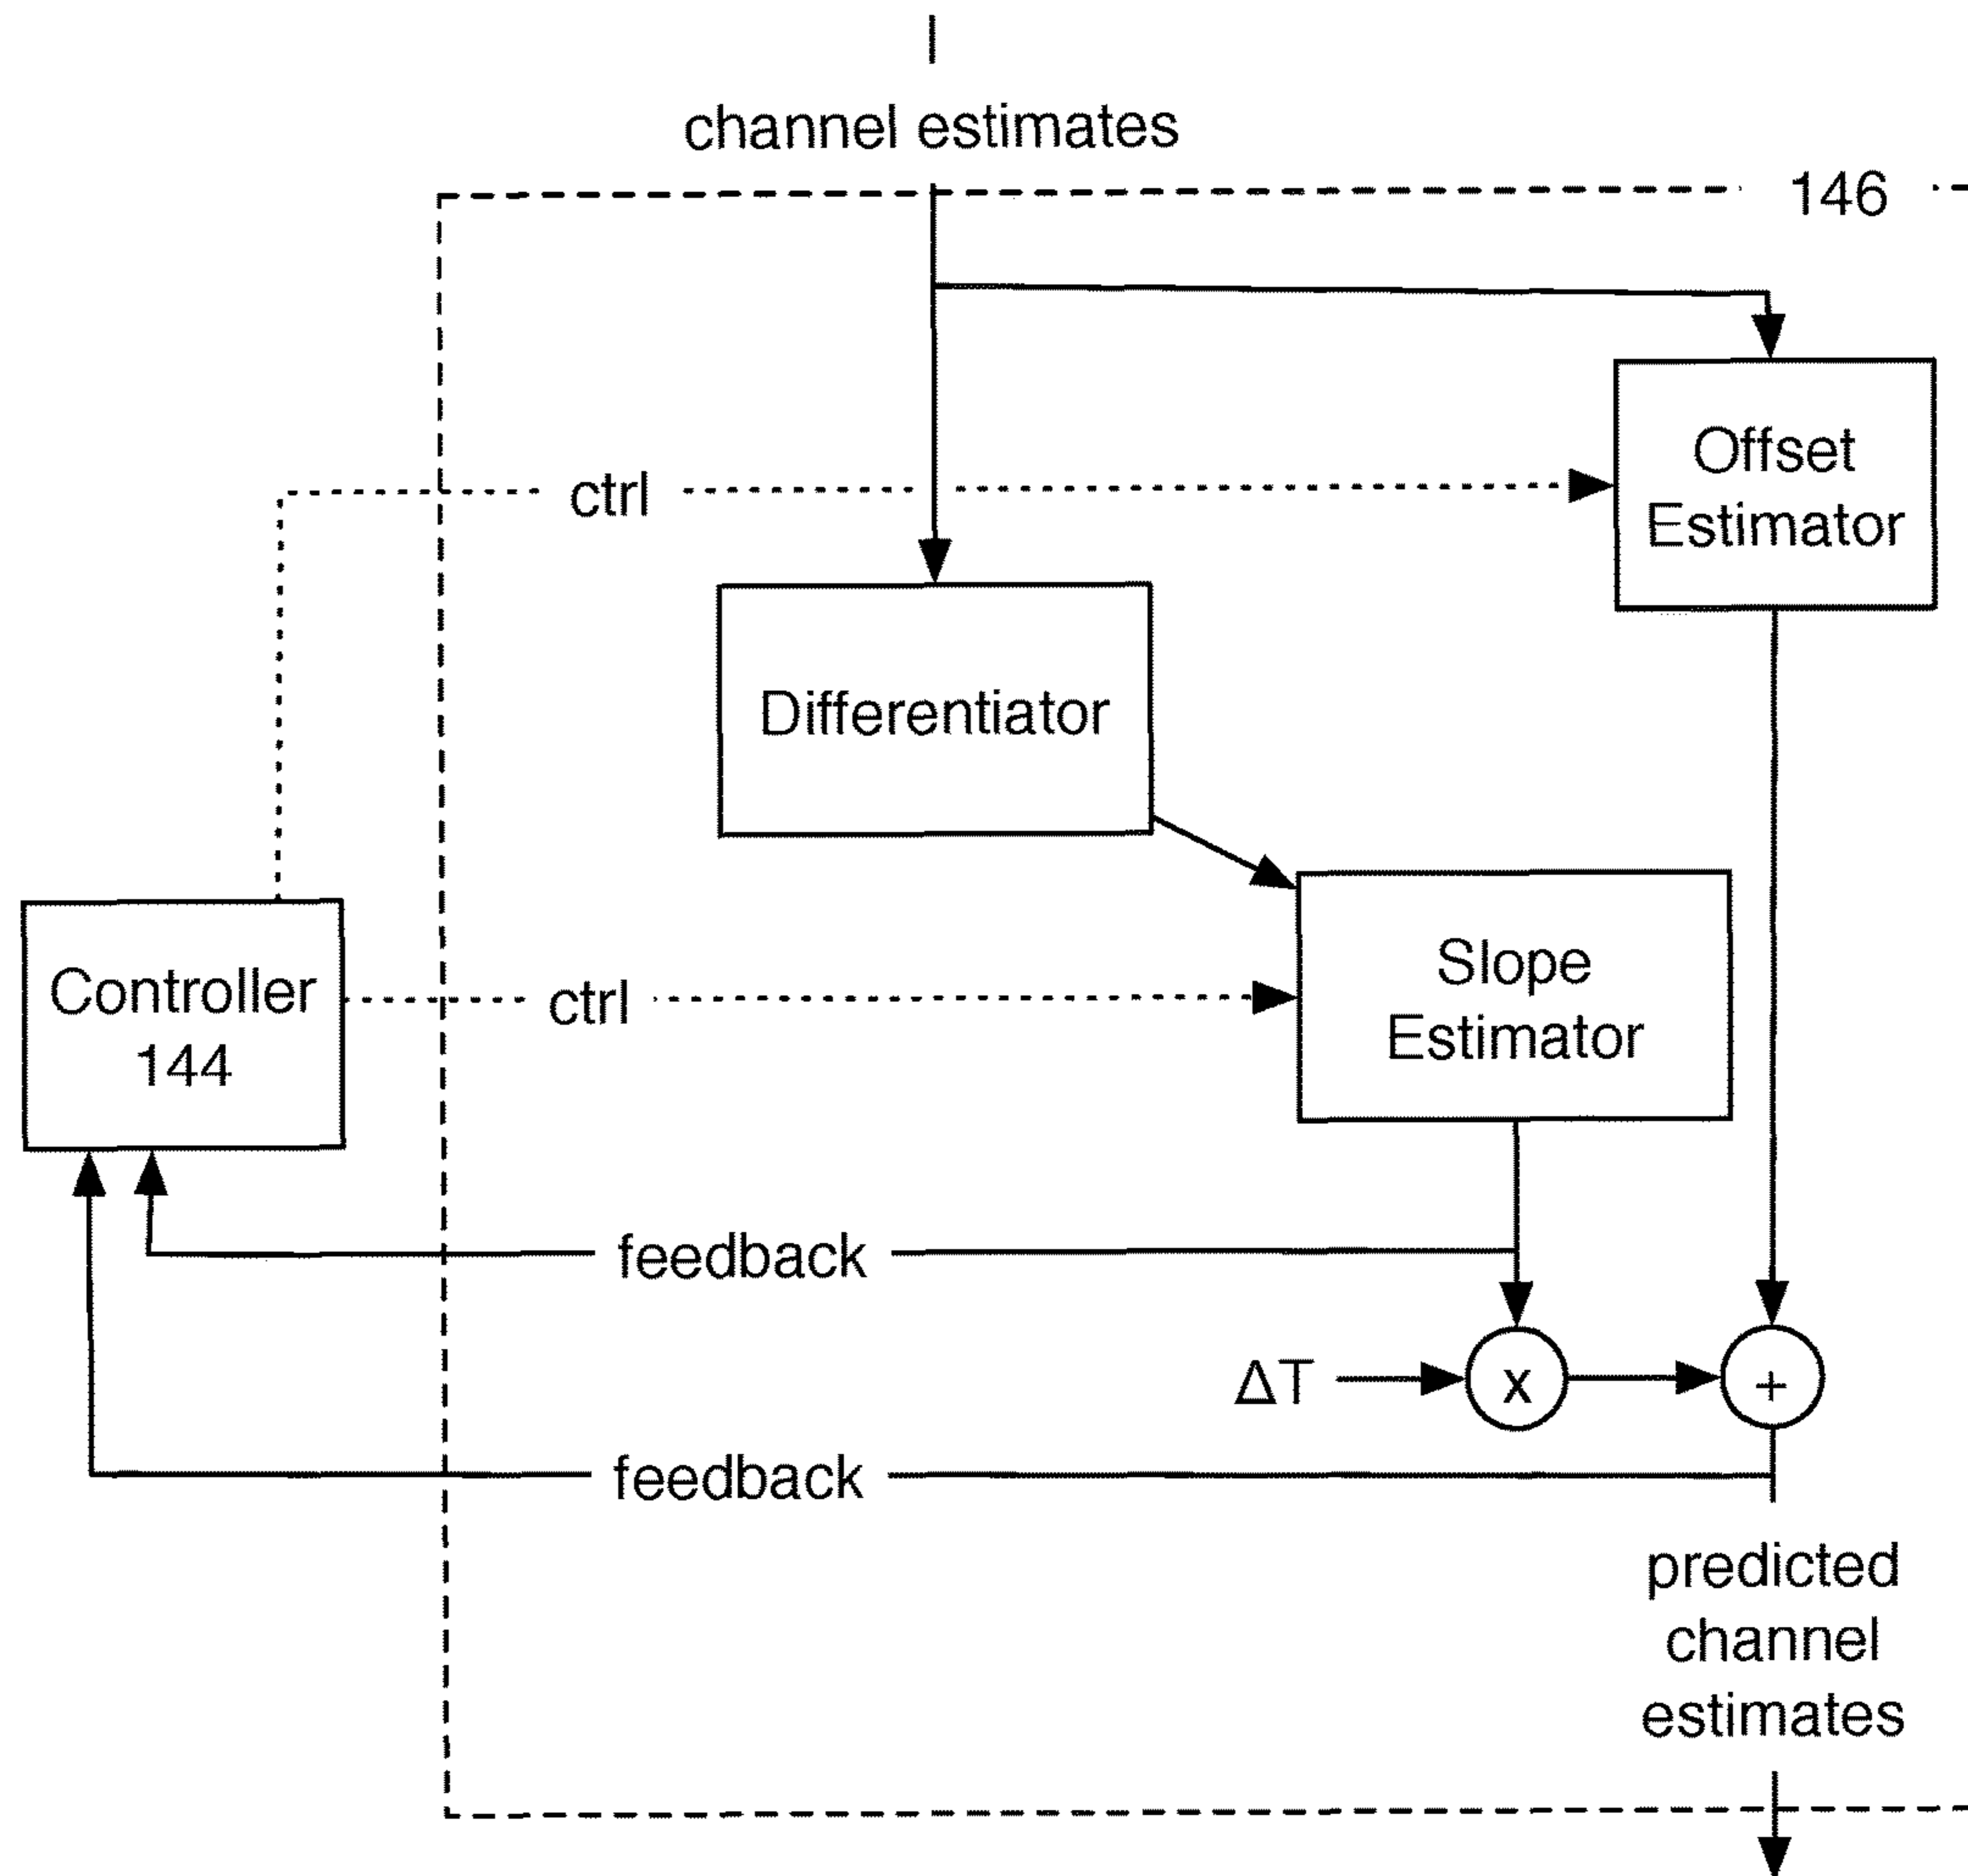 channel estimates
146
Offset
Estimator
ctrl
Differentiator
Controller
144
ctrl
Slope
Estimator
feedback
ΔT
x
+
feedback
predicted
channel
estimates